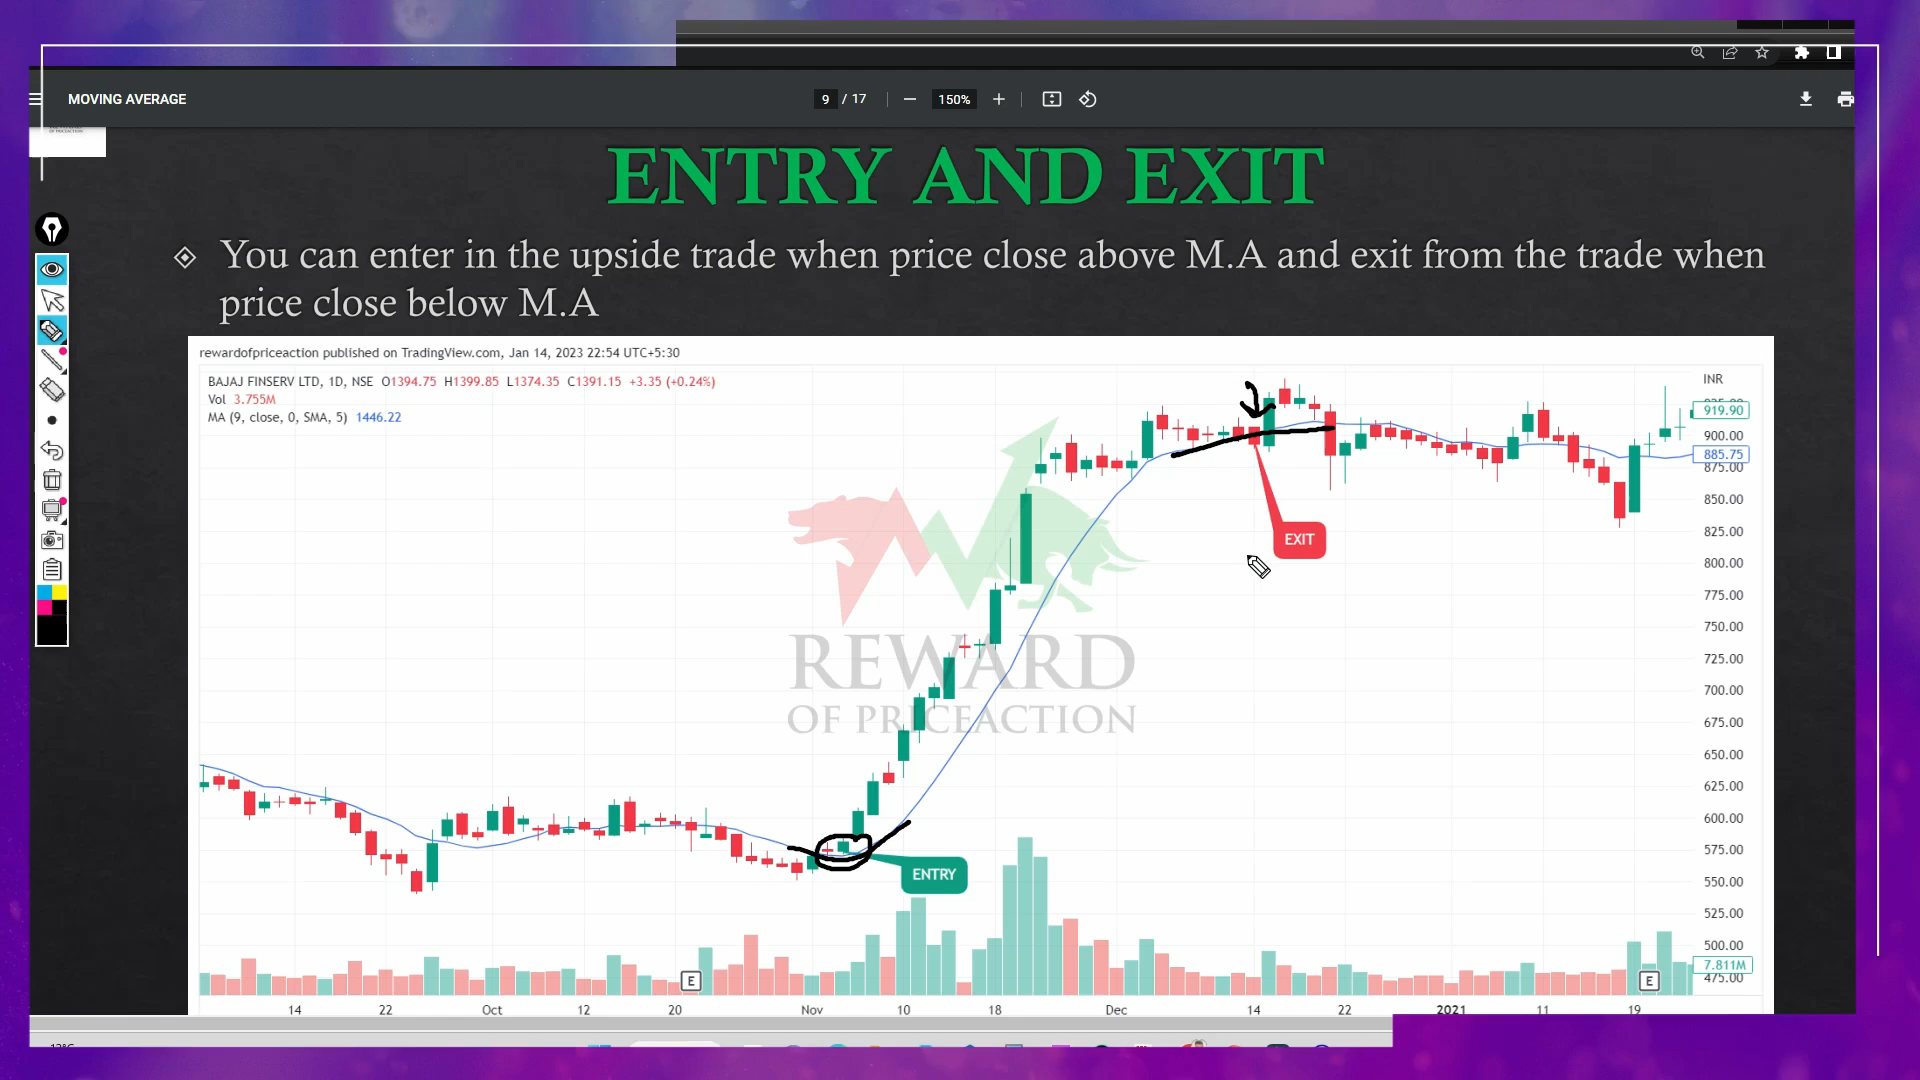 MOVING AVERAGE
9 / 17
150%
ENTRY AND EXIT
You can enter in the upside trade when price close above M.A and exit from the trade when
price close below M.A
rewardofpriceaction published on TradingView.com, Jan 14, 2023 22:54 UTC+5:30
BAJAJ FINSERV LTD, 1D, NSE O1394.75 H1399.85 L1374.35 C1391.15 +3.35 (+0.24%)
Vol 3.755M
MA (9, close, 0, SMA, 5) 1446.22
INR
919.90
900.00
885.75
875.00
850.00
825.00
800.00
775.00
750.00
725.00
700.00
675.00
650.00
625.00
600.00
575.00
550.00
525.00
500.00
7.811M
475.00
EXIT
REWARD
OF PRICEACTION
ENTRY
E
E
14 22 Oct 12 20 Nov 10 18 Dec 14 22 2021 11 19